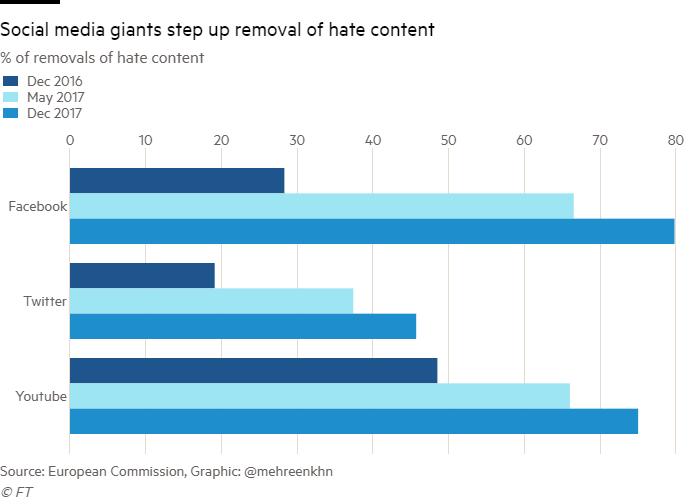 Social media giants step up removal of hate content
% of removals of hate content
Dec 2016
May 2017
Dec 2017
0 10 20 30 40 50 60 70 80
Facebook
Twitter
Youtube
Source: European Commission, Graphic: @mehreenkhn
© FT